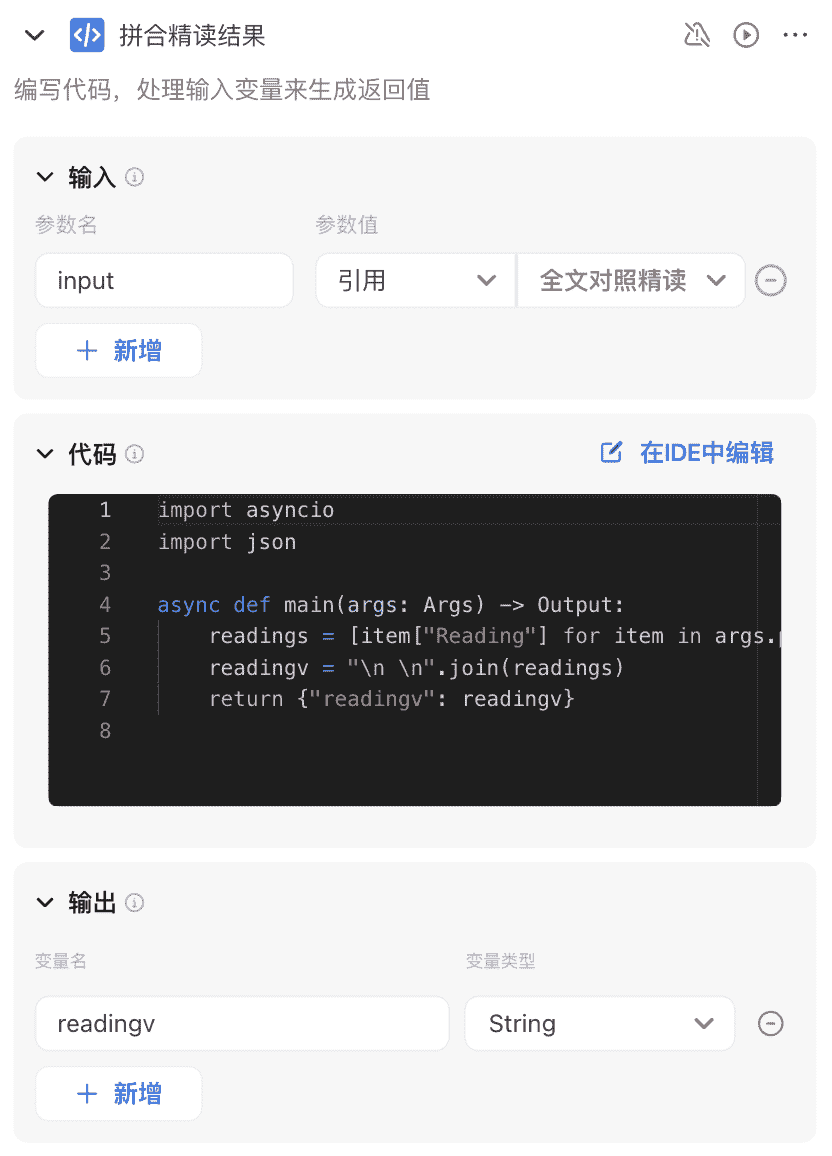 拼合精读结果
编写代码，处理输入变量来生成返回值
输入
参数名 参数值
input 引用 全文对照精读
新增
代码 在IDE中编辑
1 import asyncio
2 import json
3
4 async def main(args: Args) -> Output:
5 readings = [item["Reading"] for item in args.
6 readingv = "\n \n".join(readings)
7 return {"readingv": readingv}
8
输出
变量名 变量类型
readingv String
新增